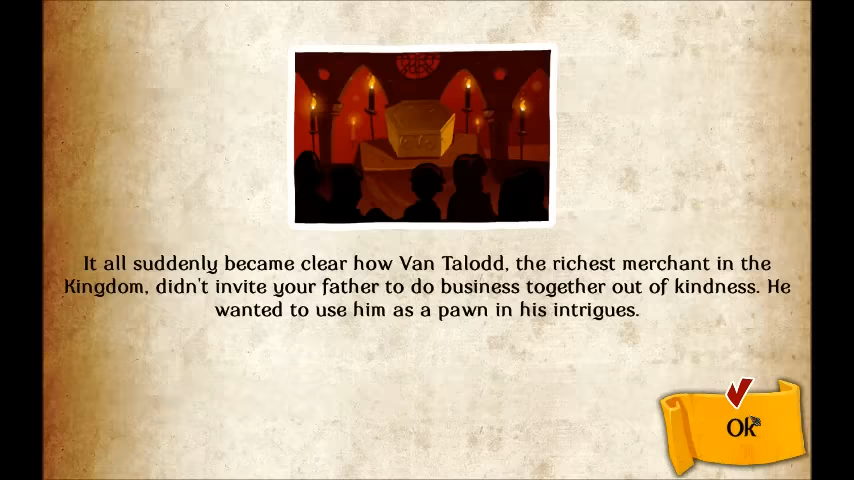 It all suddenly became clear how Van Talodd, the richest merchant in the
Kingdom, didn't invite your father to do business together out of kindness. He
wanted to use him as a pawn in his intrigues.
Ok